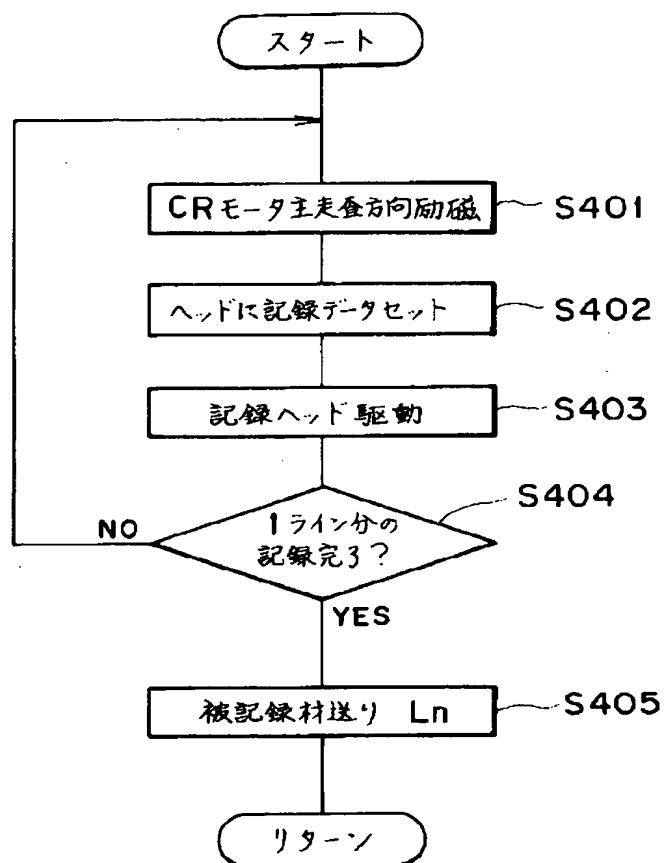 スタート
CRモータ主走査方向励磁
S401
ヘッドに記録データセット
S402
記録ヘッド駆動
S403
S404
1ライン分の
記録完了?
NO
YES
被記録材送り Ln
S405
リターン